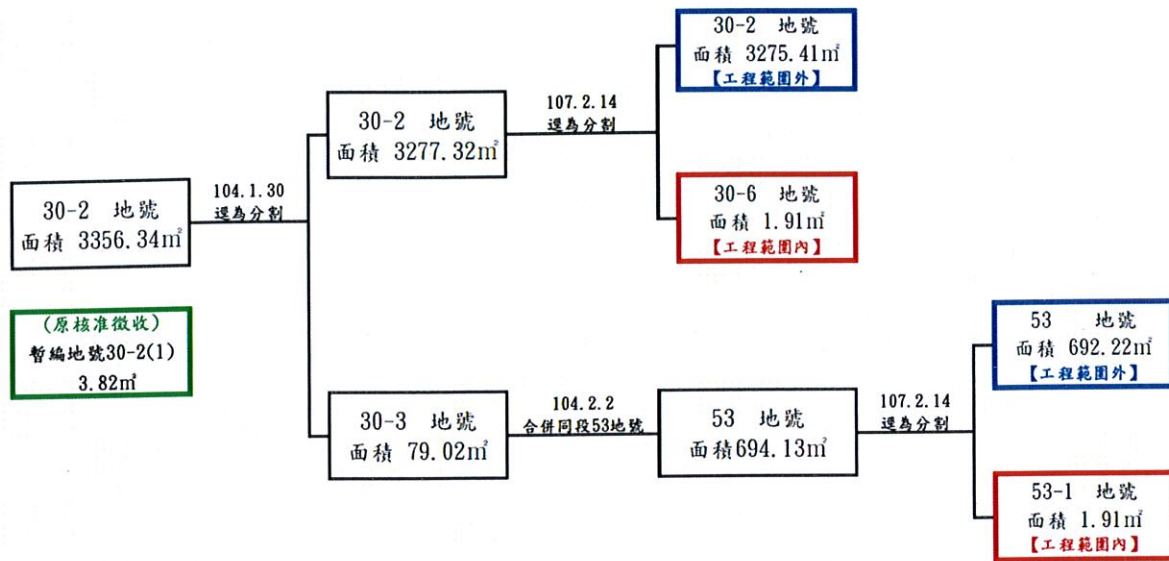 30-2 地號
面積 3356.34㎡
(原核准徵收)
暫編地號30-2(1)
3.82㎡
104.1.30
逕為分割
30-2 地號
面積 3277.32㎡
107.2.14
逕為分割
30-2 地號
面積 3275.41㎡
【工程範圍外】
30-6 地號
面積 1.91㎡
【工程範圍內】
30-3 地號
面積 79.02㎡
104.2.2
合併同段53地號
53 地號
面積694.13㎡
107.2.14
逕為分割
53 地號
面積 692.22㎡
【工程範圍外】
53-1 地號
面積 1.91㎡
【工程範圍內】